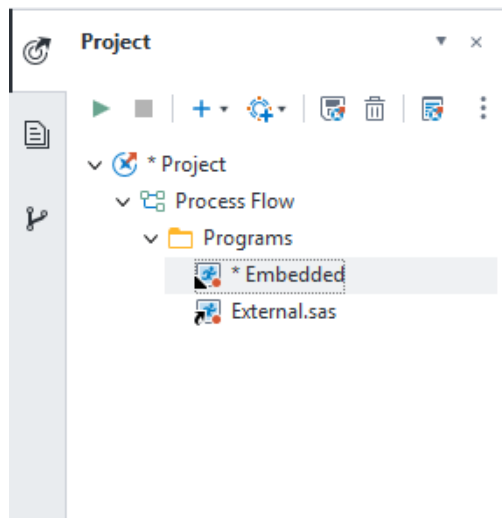 Project
* Project
Process Flow
Programs
* Embedded
External.sas